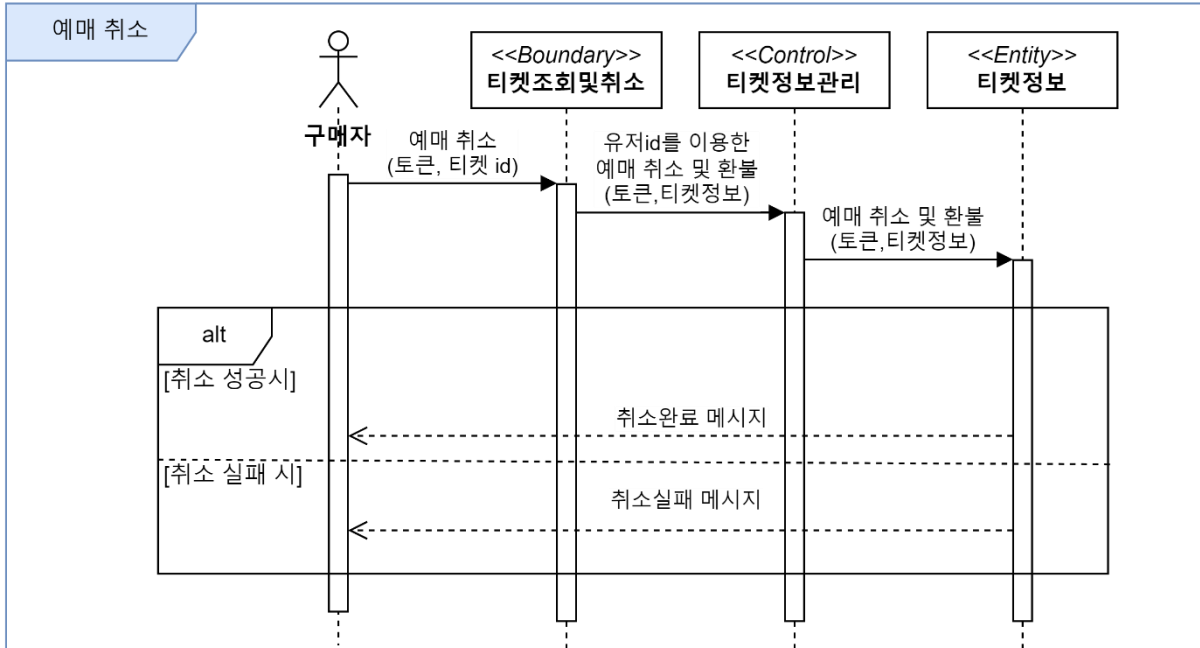 예매 취소
<<Boundary>>
티켓조회및취소
<<Control>>
티켓정보관리
<<Entity>>
티켓정보
구매자
예매 취소
(토큰, 티켓 id)
유저id를 이용한
예매 취소 및 환불
(토큰,티켓정보)
예매 취소 및 환불
(토큰,티켓정보)
alt
[취소 성공시]
취소완료 메시지
[취소 실패 시]
취소실패 메시지